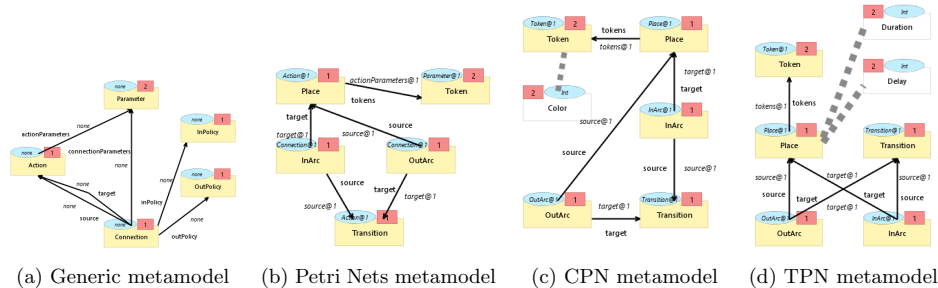 none 2
Parameter
actionParameters
none
none 1
Action
connectionParameters
none
none 1
InPolicy
none 1
OutPolicy
none
target
none
source
inPolicy
none
none
none 1
Connection
outPolicy
(a) Generic metamodel
Action@1 1
Place
actionParameters@1
tokens
Parameter@1 2
Token
target
target@1
source
source@1
Connection@1 1
InArc
Connection@1 1
OutArc
source
source@1
target
target@1
Action@1 1
Transition
(b) Petri Nets metamodel
Token@1 2
Token
tokens
tokens@1
Place@1 1
Place
2 Int
Color
target@1
target
InArc@1 1
InArc
source@1
source
source
source@1
OutArc@1 1
OutArc
target@1
target
Transition@1 1
Transition
(c) CPN metamodel
2 Int
Duration
2 Int
Delay
Token@1 2
Token
tokens@1
tokens
Place@1 1
Place
Transition@1 1
Transition
source@1
source
target@1
target@1
target
target
source@1
source
OutArc@1 1
OutArc
InArc@1 1
InArc
(d) TPN metamodel